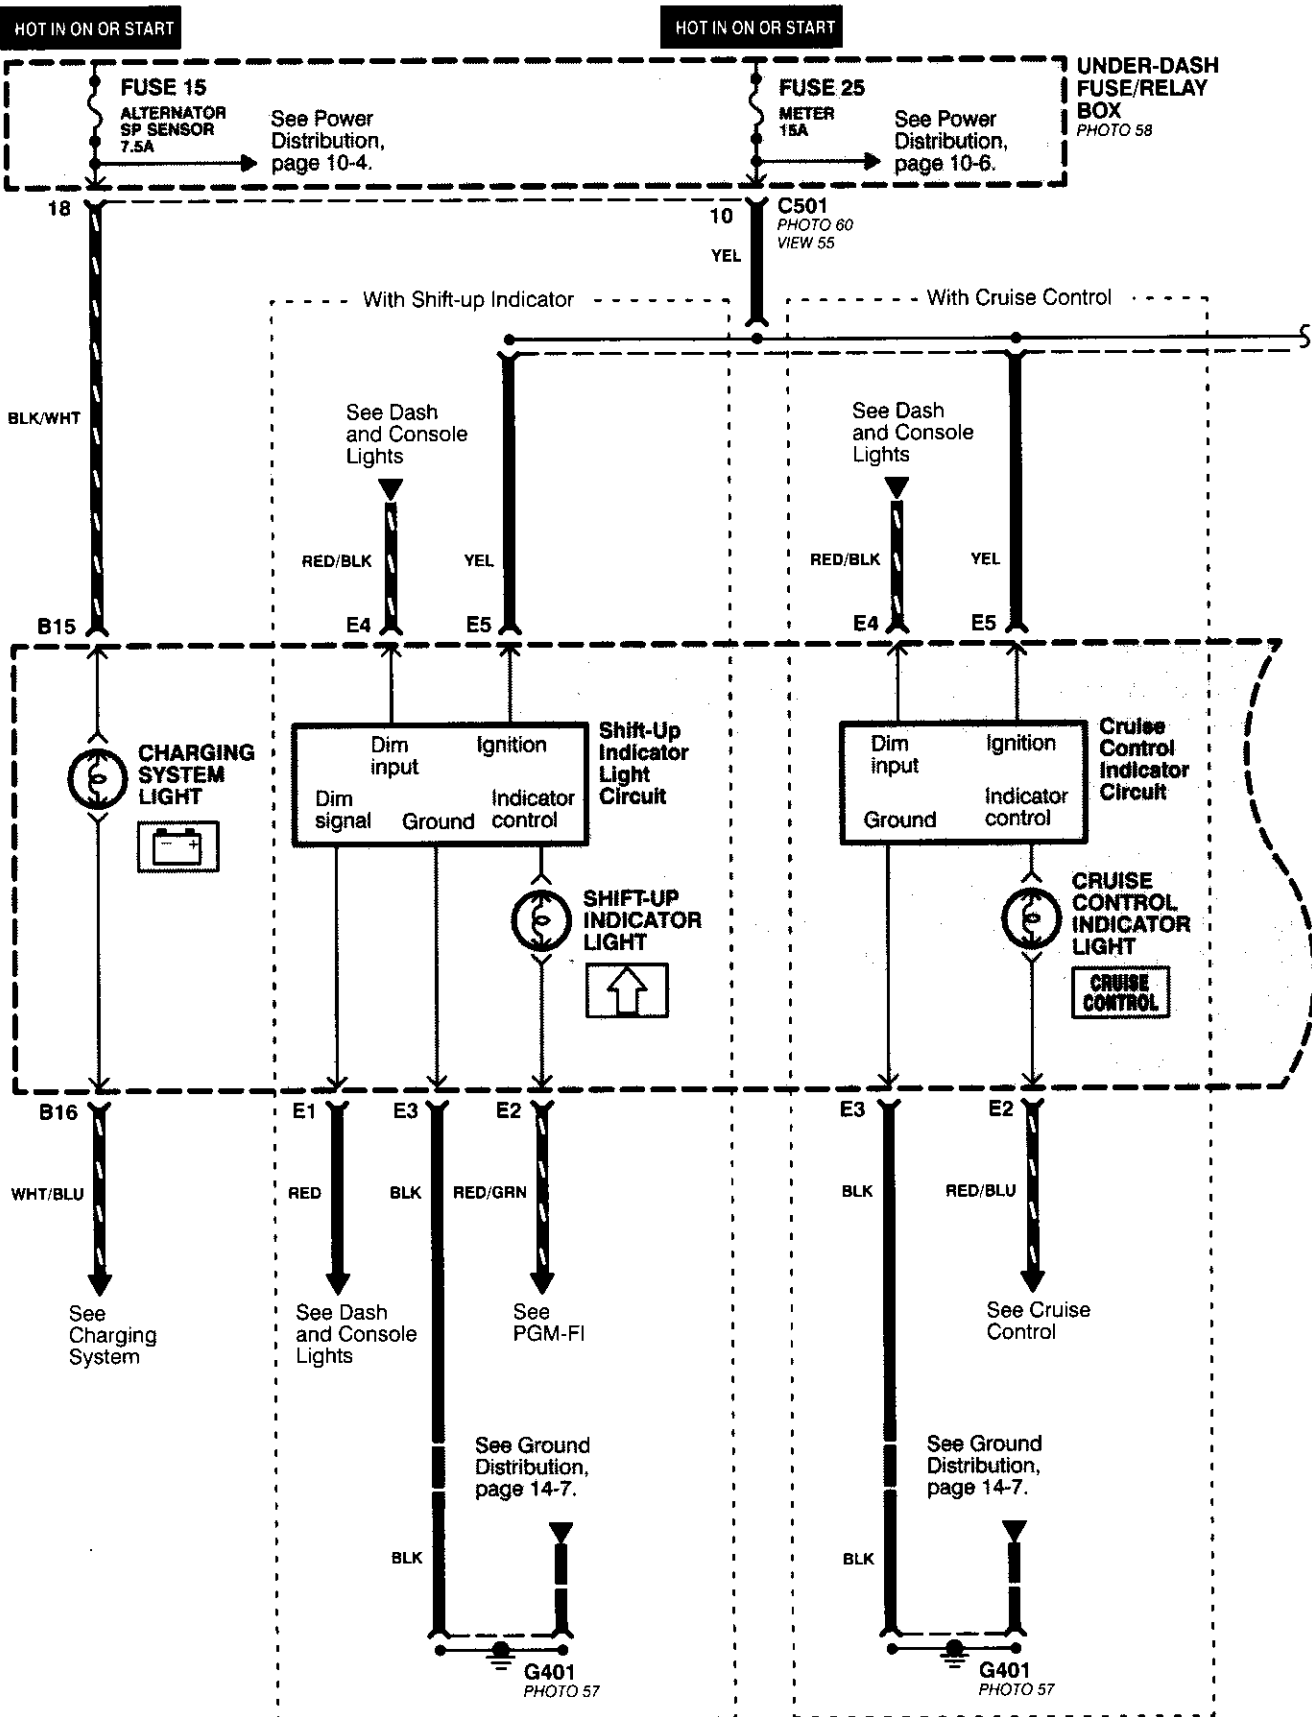 HOT IN ON OR START
HOT IN ON OR START
FUSE 15
ALTERNATOR
SP SENSOR
7.5A
See Power
Distribution,
page 10-4.
FUSE 25
METER
15A
See Power
Distribution,
page 10-6.
UNDER-DASH
FUSE/RELAY
BOX
PHOTO 58
18
10
C501
PHOTO 60
VIEW 55
YEL
With Shift-up Indicator
With Cruise Control
BLK/WHT
See Dash
and Console
Lights
See Dash
and Console
Lights
RED/BLK
YEL
RED/BLK
YEL
B15
E4
E5
E4
E5
CHARGING
SYSTEM
LIGHT
- +
Dim
input
Ignition
Dim
signal
Ground
Indicator
control
Shift-Up
Indicator
Light
Circuit
Dim
input
Ignition
Ground
Indicator
control
Cruise
Control
Indicator
Circuit
SHIFT-UP
INDICATOR
LIGHT
CRUISE
CONTROL
INDICATOR
LIGHT
CRUISE
CONTROL
B16
E1
E3
E2
E3
E2
WHT/BLU
RED
BLK
RED/GRN
BLK
RED/BLU
See
Charging
System
See Dash
and Console
Lights
See
PGM-FI
See Cruise
Control
See Ground
Distribution,
page 14-7.
See Ground
Distribution,
page 14-7.
BLK
BLK
G401
PHOTO 57
G401
PHOTO 57